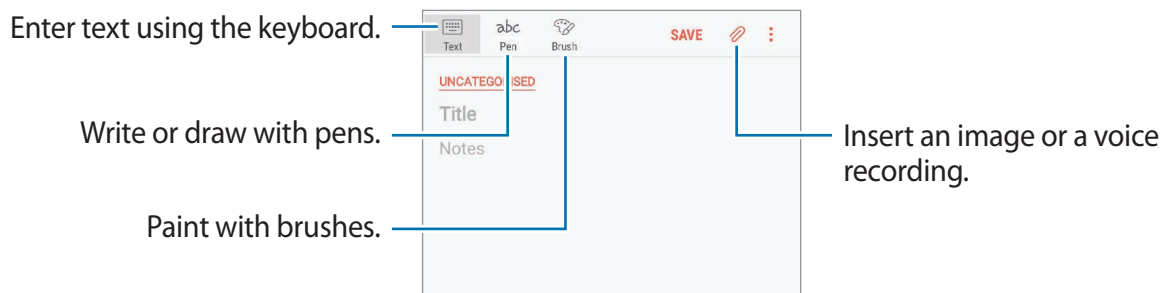 Enter text using the keyboard.
abc
SAVE
Text
Pen
Brush
UNCATEGORISED
Title
Write or draw with pens.
Notes
Insert an image or a voice
recording.
Paint with brushes.